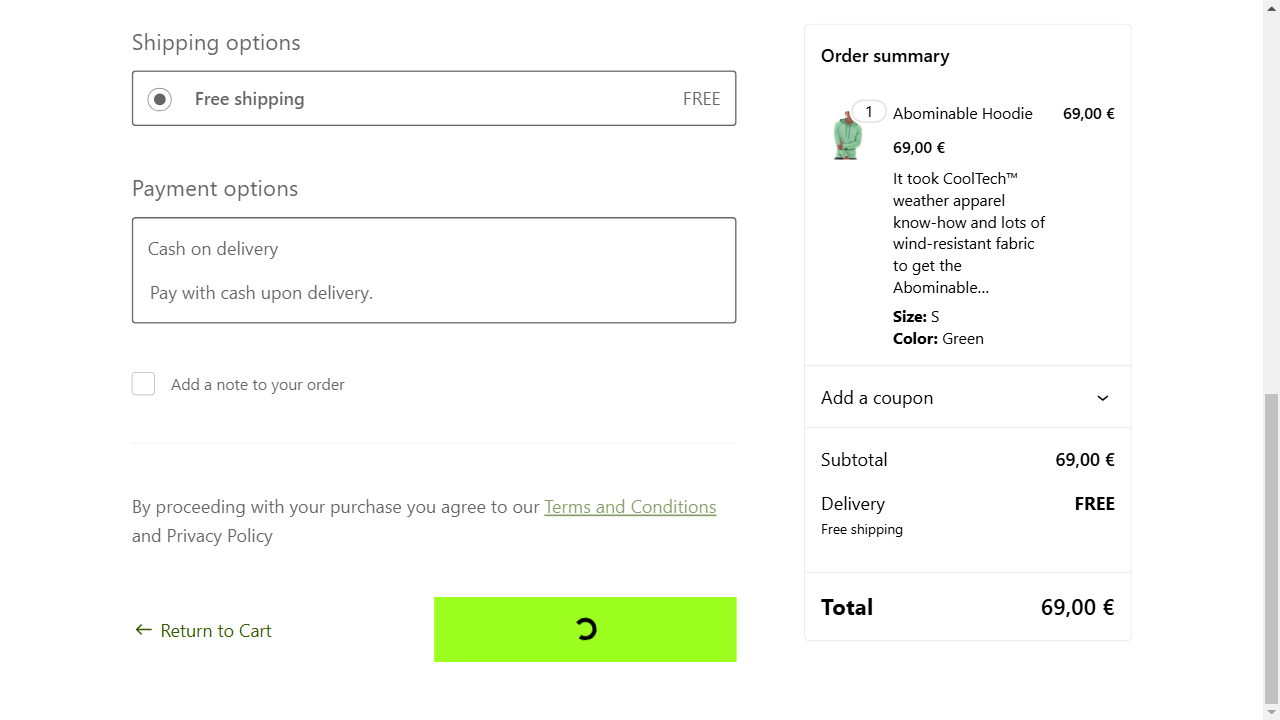 Shipping options
Free shipping FREE
Payment options
Cash on delivery
Pay with cash upon delivery.
Add a note to your order
By proceeding with your purchase you agree to our Terms and Conditions
and Privacy Policy
Return to Cart
Order summary
1 Abominable Hoodie 69,00 €
69,00 €
It took CoolTech™
weather apparel
know-how and lots of
wind-resistant fabric
to get the
Abominable…
Size: S
Color: Green
Add a coupon
Subtotal 69,00 €
Delivery FREE
Free shipping
Total 69,00 €